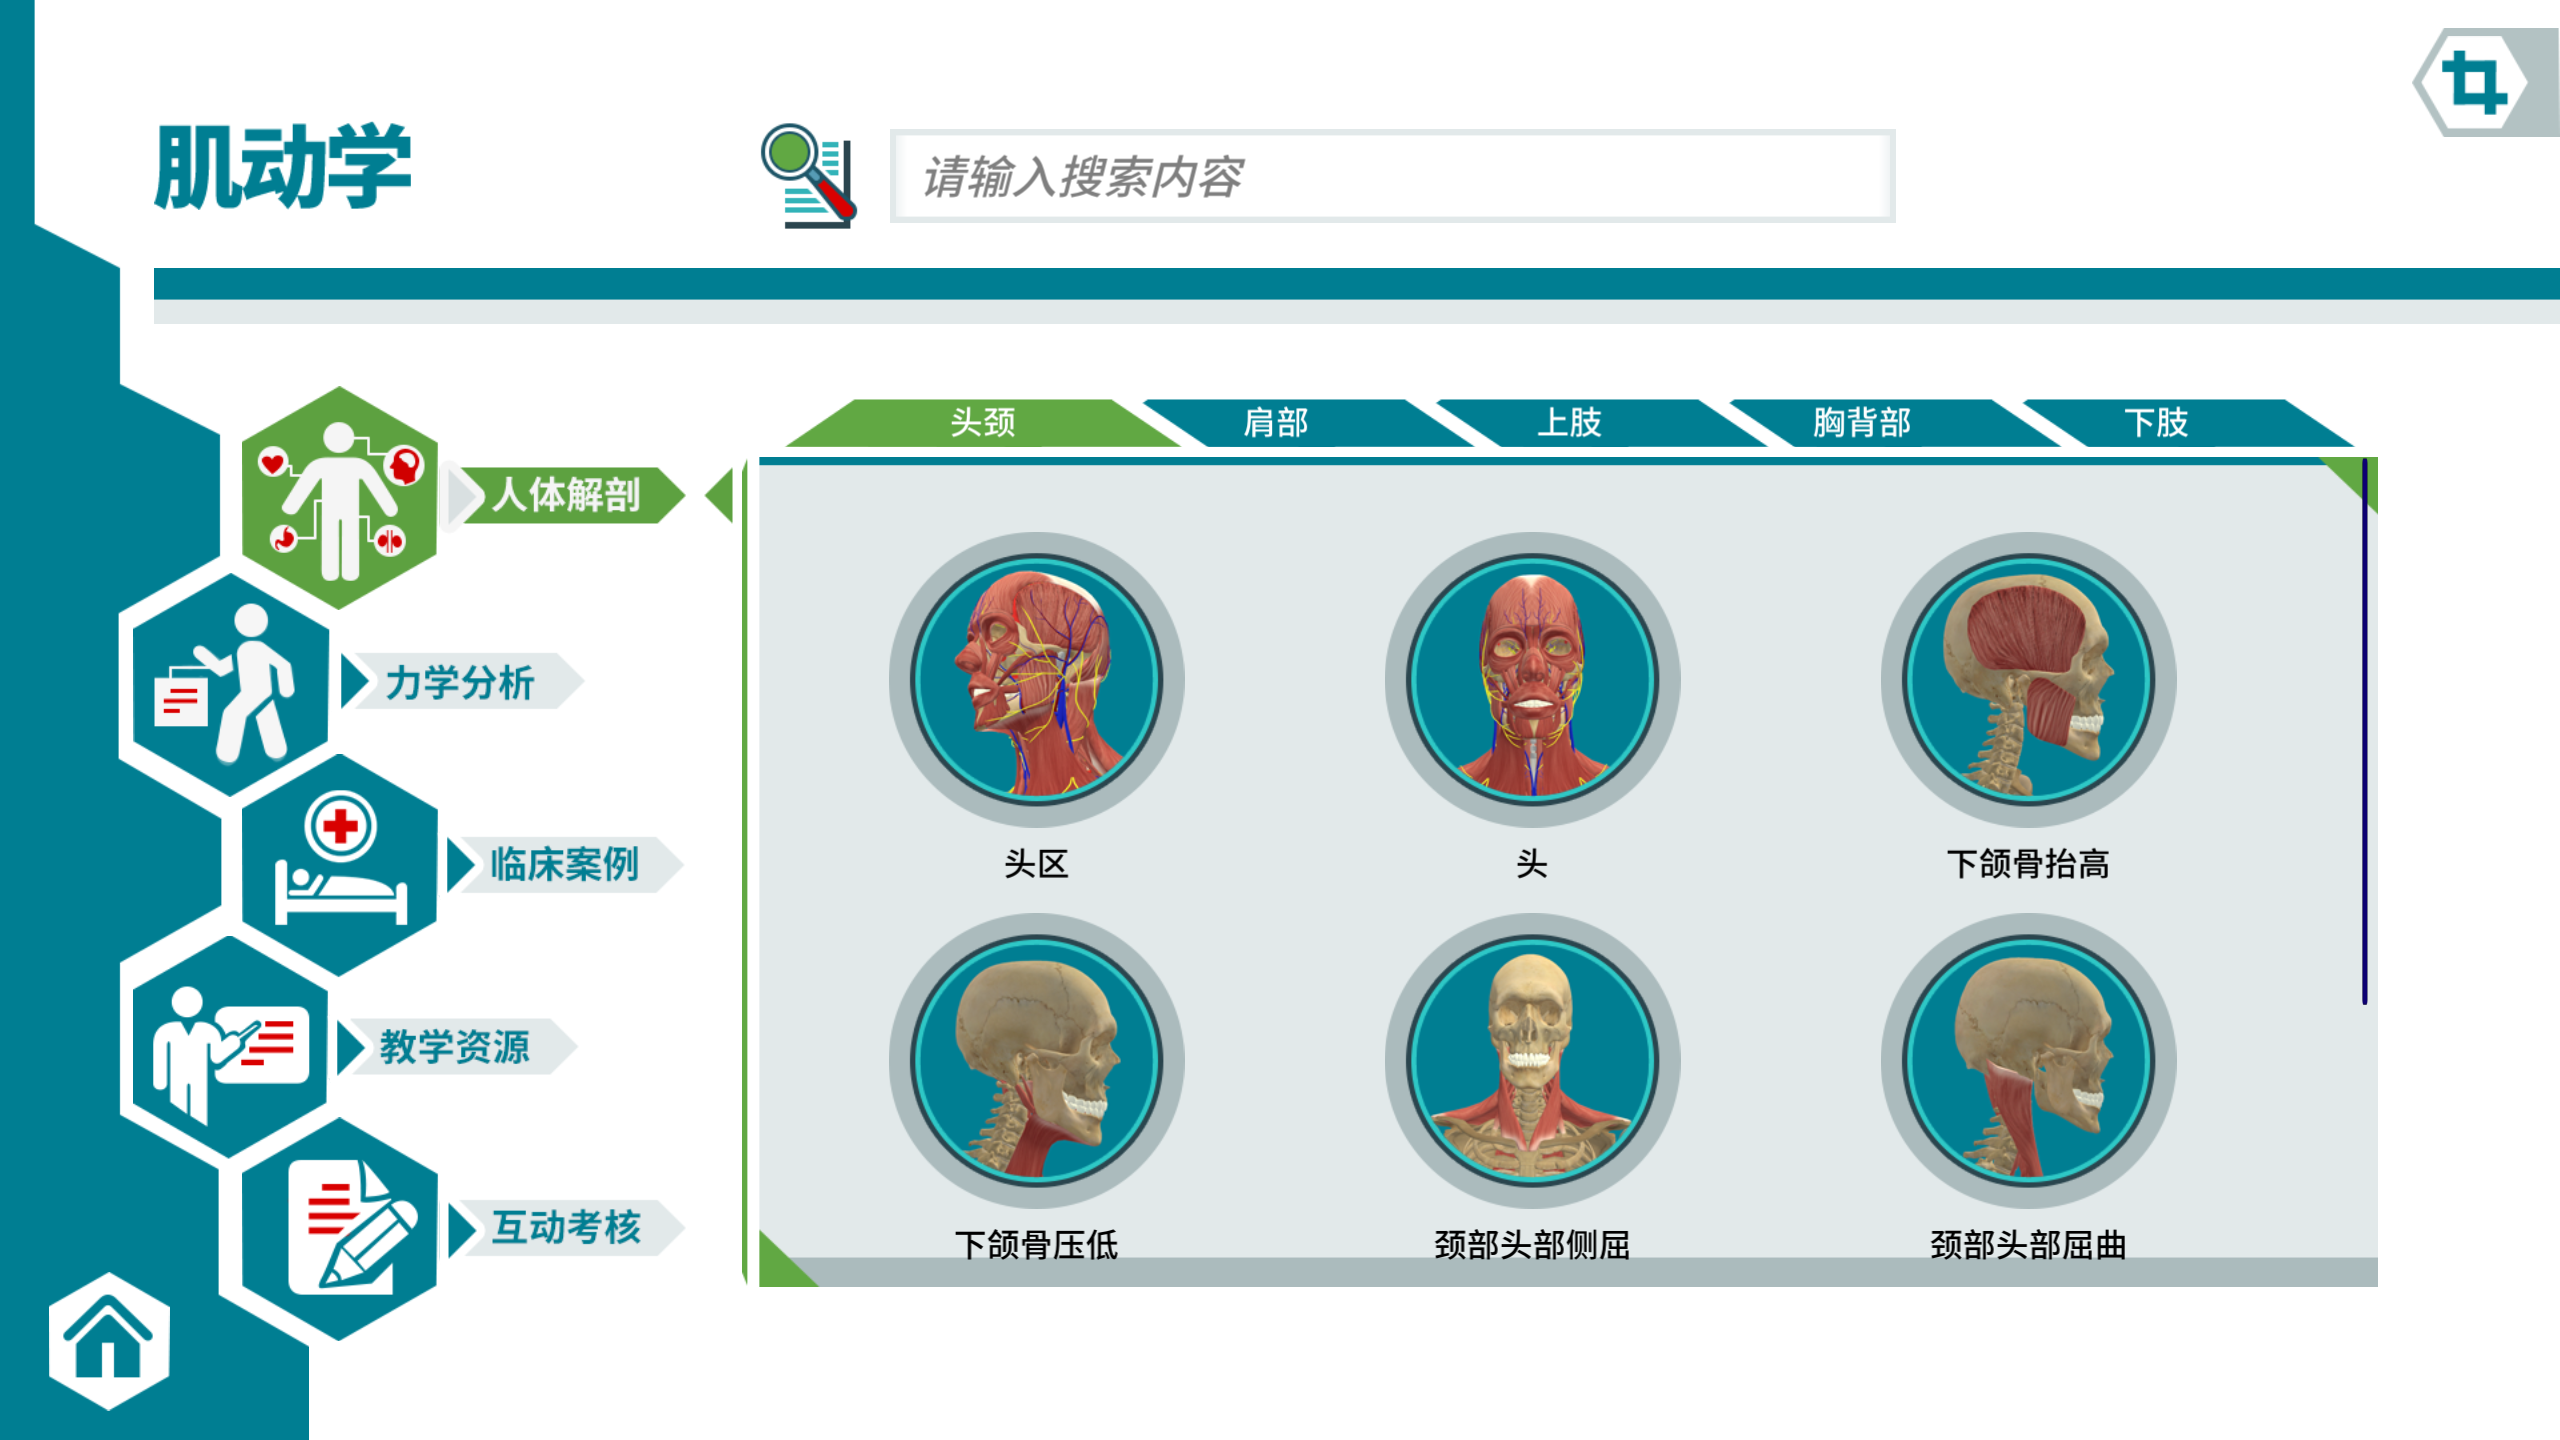 肌动学
请输入搜索内容
头颈
肩部
上肢
胸背部
下肢
人体解剖
力学分析
临床案例
教学资源
互动考核
头区
头
下颌骨抬高
下颌骨压低
颈部头部侧屈
颈部头部屈曲